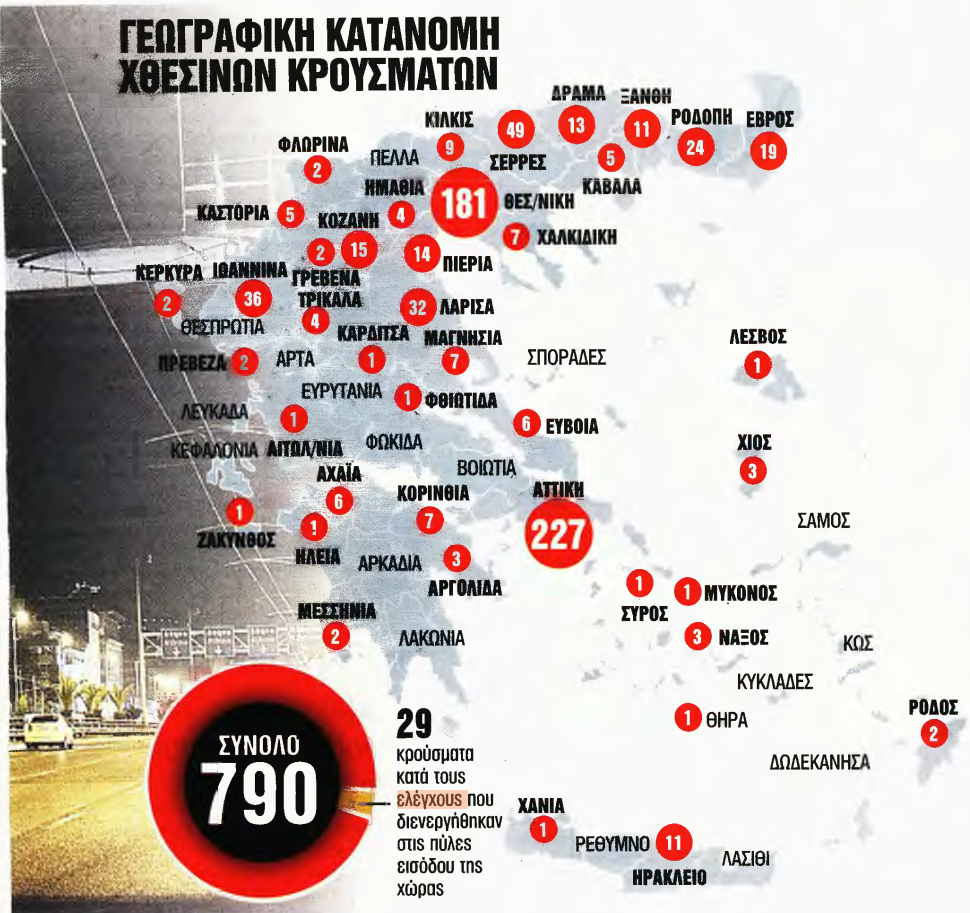 ΓΕΩΓΡΑΦΙΚΗ ΚΑΤΑΝΟΜΗ
ΧΘΕΣΙΝΩΝ ΚΡΟΥΣΜΑΤΩΝ
ΔΡΑΜΑ
13
ΞΑΝΘΗ
11
ΡΟΔΟΠΗ
24
ΕΒΡΟΣ
19
ΚΙΛΚΙΣ
9
49
ΣΕΡΡΕΣ
5
ΚΑΒΑΛΑ
ΦΛΩΡΙΝΑ
2
ΠΕΛΛΑ
ΗΜΑΘΙΑ
4
181
ΘΕΣ/ΝΙΚΗ
ΚΑΣΤΟΡΙΑ
5
ΚΟΖΑΝΗ
15
7
ΧΑΛΚΙΔΙΚΗ
2
ΓΡΕΒΕΝΑ
14
ΠΙΕΡΙΑ
ΚΕΡΚΥΡΑ
2
ΙΩΑΝΝΙΝΑ
36
ΤΡΙΚΑΛΑ
4
32
ΛΑΡΙΣΑ
ΘΕΣΠΡΩΤΙΑ
ΚΑΡΔΙΤΣΑ
1
ΜΑΓΝΗΣΙΑ
7
ΣΠΟΡΑΔΕΣ
ΛΕΣΒΟΣ
1
ΠΡΕΒΕΖΑ
2
ΑΡΤΑ
ΕΥΡΥΤΑΝΙΑ
1
ΦΘΙΩΤΙΔΑ
ΛΕΥΚΑΔΑ
1
ΑΙΤΩΛ/ΝΙΑ
6
ΕΥΒΟΙΑ
ΚΕΦΑΛΟΝΙΑ
ΦΩΚΙΔΑ
ΒΟΙΩΤΙΑ
ΧΙΟΣ
3
ΑΧΑΪΑ
6
ΚΟΡΙΝΘΙΑ
7
ΑΤΤΙΚΗ
227
1
ΖΑΚΥΝΘΟΣ
1
ΗΛΕΙΑ
ΣΑΜΟΣ
ΑΡΚΑΔΙΑ
3
ΑΡΓΟΛΙΔΑ
1
ΣΥΡΟΣ
1
ΜΥΚΟΝΟΣ
ΜΕΣΣΗΝΙΑ
2
ΛΑΚΩΝΙΑ
3
ΝΑΞΟΣ
ΚΩΣ
ΚΥΚΛΑΔΕΣ
1
ΘΗΡΑ
ΡΟΔΟΣ
2
ΔΩΔΕΚΑΝΗΣΑ
ΣΥΝΟΛΟ
790
29
κρούσματα
κατά τους
ελέγχους που
διενεργήθηκαν
στις πύλες
εισόδου της
χώρας
ΧΑΝΙΑ
1
ΡΕΘΥΜΝΟ
11
ΗΡΑΚΛΕΙΟ
ΛΑΣΙΘΙ